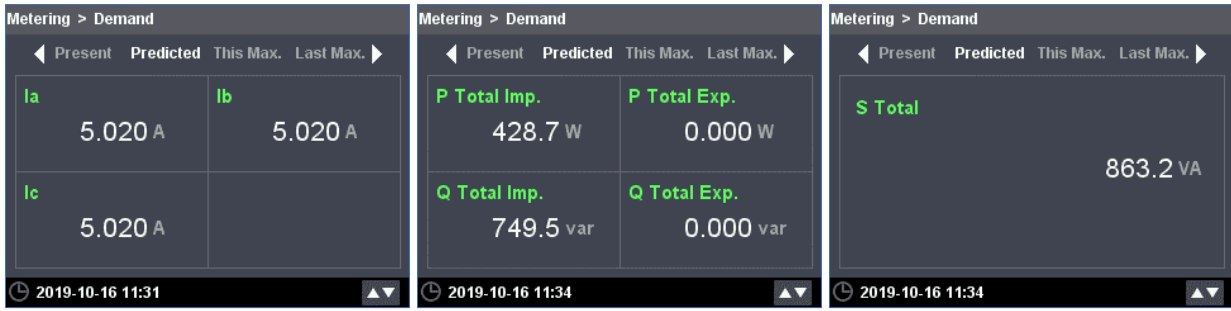 Metering > Demand
Present Predicted This Max. Last Max.
Ia
5.020 A
Ib
5.020 A
Ic
5.020 A
2019-10-16 11:31
Metering > Demand
Present Predicted This Max. Last Max.
P Total Imp.
428.7 W
P Total Exp.
0.000 W
Q Total Imp.
749.5 var
Q Total Exp.
0.000 var
2019-10-16 11:34
Metering > Demand
Present Predicted This Max. Last Max.
S Total
863.2 VA
2019-10-16 11:34